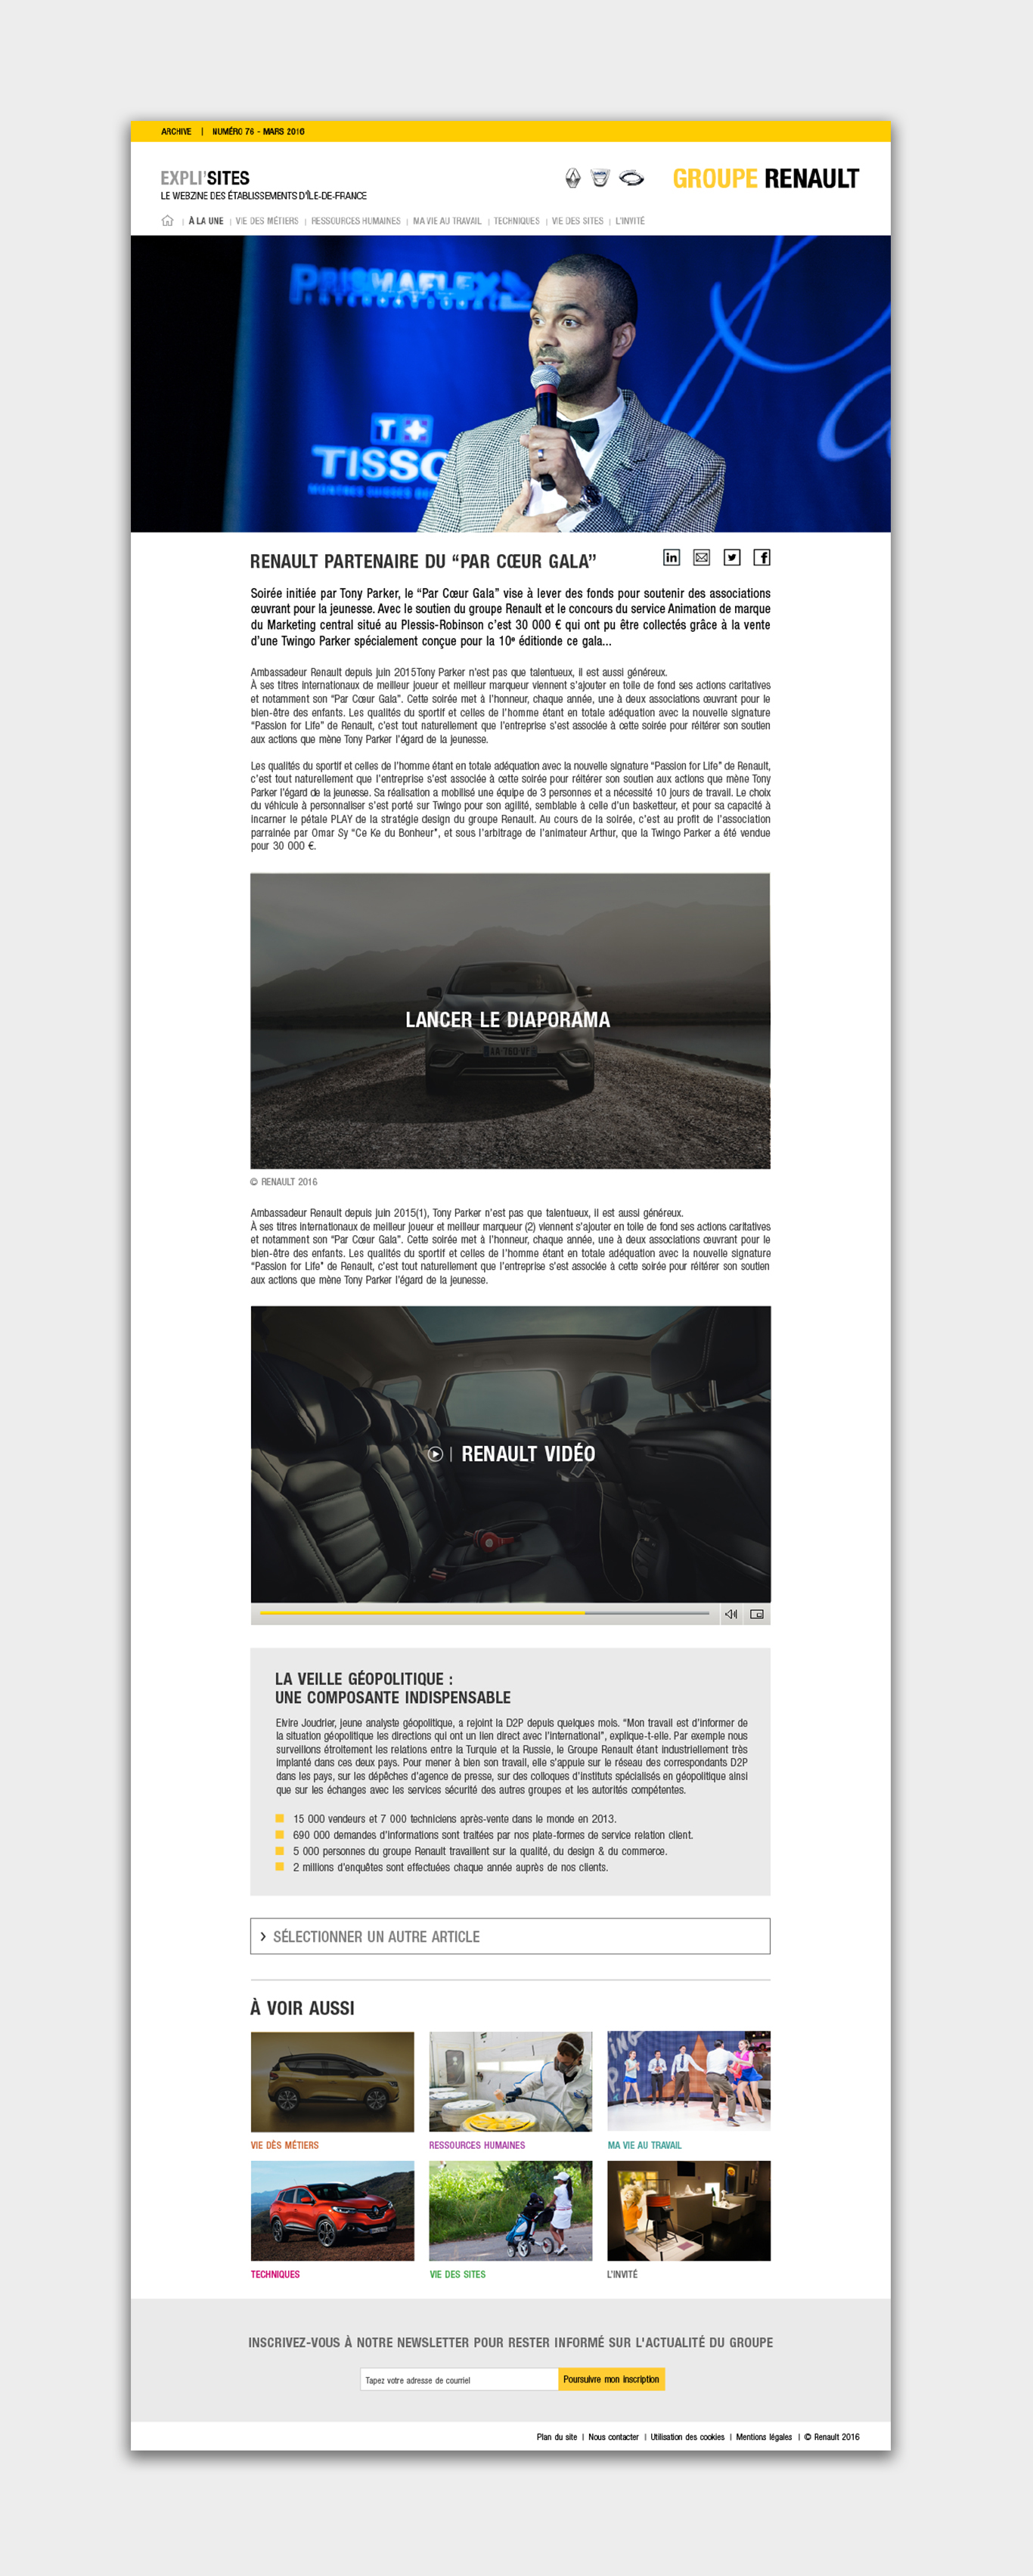 ARCHIVE | NUMÉRO 76 - MARS 2016
EXPLI'SITES
LE WEBZINE DES ÉTABLISSEMENTS D'ÎLE-DE-FRANCE
GROUPE RENAULT
| À LA UNE | VIE DES MÉTIERS | RESSOURCES HUMAINES | MA VIE AU TRAVAIL | TECHNIQUES | VIE DES SITES | L'INVITÉ
PRISMAFLEX
INTERNATIONAL
T+
TISSO
RENAULT PARTENAIRE DU “PAR CŒUR GALA”
Soirée initiée par Tony Parker, le “Par Cœur Gala” vise à lever des fonds pour soutenir des associations
œuvrant pour la jeunesse. Avec le soutien du groupe Renault et le concours du service Animation de marque
du Marketing central situé au Plessis-Robinson c’est 30 000 € qui ont pu être collectés grâce à la vente
d’une Twingo Parker spécialement conçue pour la 10e éditionde ce gala...
Ambassadeur Renault depuis juin 2015Tony Parker n’est pas que talentueux, il est aussi généreux.
À ses titres internationaux de meilleur joueur et meilleur marqueur viennent s’ajouter en toile de fond ses actions caritatives
et notamment son “Par Cœur Gala”. Cette soirée met à l’honneur, chaque année, une à deux associations œuvrant pour le
bien-être des enfants. Les qualités du sportif et celles de l’homme étant en totale adéquation avec la nouvelle signature
“Passion for Life” de Renault, c’est tout naturellement que l’entreprise s’est associée à cette soirée pour réitérer son soutien
aux actions que mène Tony Parker l’égard de la jeunesse.
Les qualités du sportif et celles de l’homme étant en totale adéquation avec la nouvelle signature “Passion for Life” de Renault,
c’est tout naturellement que l’entreprise s’est associée à cette soirée pour réitérer son soutien aux actions que mène Tony
Parker l’égard de la jeunesse. Sa réalisation a mobilisé une équipe de 3 personnes et a nécessité 10 jours de travail. Le choix
du véhicule à personnaliser s’est porté sur Twingo pour son agilité, semblable à celle d’un basketteur, et pour sa capacité à
incarner le pétale PLAY de la stratégie design du groupe Renault. Au cours de la soirée, c’est au profit de l’association
parrainée par Omar Sy “Ce Ke du Bonheur”, et sous l’arbitrage de l’animateur Arthur, que la Twingo Parker a été vendue
pour 30 000 €.
LANCER LE DIAPORAMA
© RENAULT 2016
Ambassadeur Renault depuis juin 2015(1), Tony Parker n’est pas que talentueux, il est aussi généreux.
À ses titres internationaux de meilleur joueur et meilleur marqueur (2) viennent s’ajouter en toile de fond ses actions caritatives
et notamment son “Par Cœur Gala”. Cette soirée met à l’honneur, chaque année, une à deux associations œuvrant pour le
bien-être des enfants. Les qualités du sportif et celles de l’homme étant en totale adéquation avec la nouvelle signature
“Passion for Life” de Renault, c’est tout naturellement que l’entreprise s’est associée à cette soirée pour réitérer son soutien
aux actions que mène Tony Parker l’égard de la jeunesse.
| RENAULT VIDÉO
LA VEILLE GÉOPOLITIQUE :
UNE COMPOSANTE INDISPENSABLE
Elvire Joudrier, jeune analyste géopolitique, a rejoint la D2P depuis quelques mois. “Mon travail est d’informer de
la situation géopolitique les directions qui ont un lien direct avec l’international”, explique-t-elle. Par exemple nous
surveillons étroitement les relations entre la Turquie et la Russie, le Groupe Renault étant industriellement très
implanté dans ces deux pays. Pour mener à bien son travail, elle s’appuie sur le réseau des correspondants D2P
dans les pays, sur les dépêches d’agence de presse, sur des colloques d’instituts spécialisés en géopolitique ainsi
que sur les échanges avec les services sécurité des autres groupes et les autorités compétentes.
15 000 vendeurs et 7 000 techniciens après-vente dans le monde en 2013.
690 000 demandes d’informations sont traitées par nos plate-formes de service relation client.
5 000 personnes du groupe Renault travaillent sur la qualité, du design & du commerce.
2 millions d’enquêtes sont effectuées chaque année auprès de nos clients.
> SÉLECTIONNER UN AUTRE ARTICLE
À VOIR AUSSI
VIE DÈS MÉTIERS
RESSOURCES HUMAINES
MA VIE AU TRAVAIL
TECHNIQUES
VIE DES SITES
L’INVITÉ
INSCRIVEZ-VOUS À NOTRE NEWSLETTER POUR RESTER INFORMÉ SUR L'ACTUALITÉ DU GROUPE
Tapez votre adresse de courriel
Poursuivre mon inscription
Plan du site | Nous contacter | Utilisation des cookies | Mentions légales | © Renault 2016